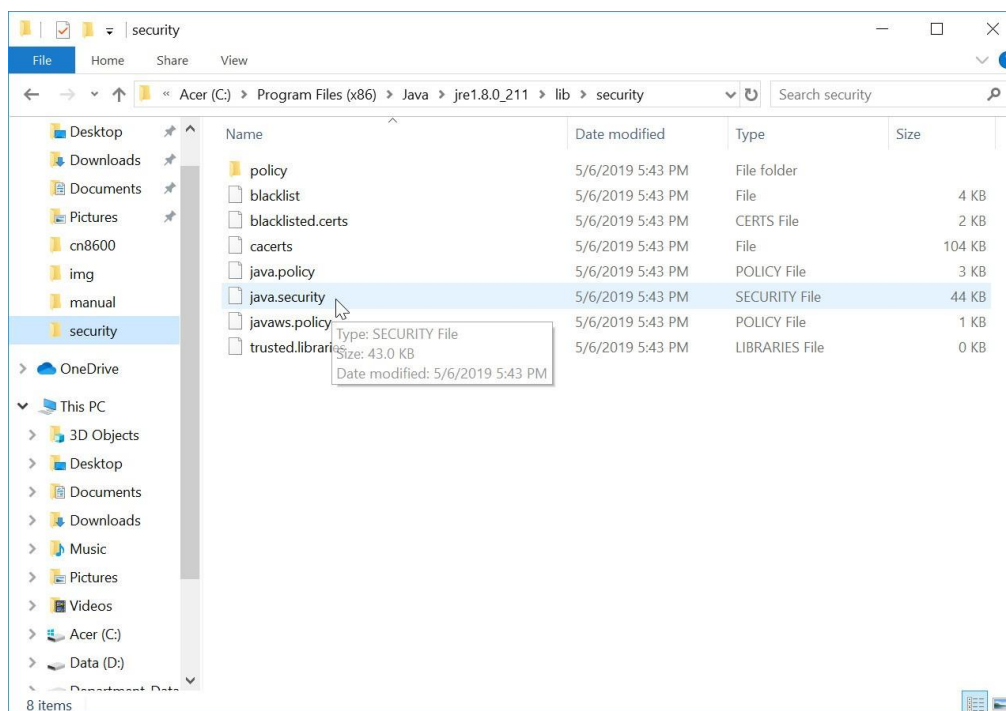 security
File Home Share View
« Acer (C:) > Program Files (x86) > Java > jre1.8.0_211 > lib > security
Search security
Desktop
Downloads
Documents
Pictures
cn8600
img
manual
security
OneDrive
This PC
3D Objects
Desktop
Documents
Downloads
Music
Pictures
Videos
Acer (C:)
Data (D:)
Name Date modified Type Size
policy 5/6/2019 5:43 PM File folder
blacklist 5/6/2019 5:43 PM File 4 KB
blacklisted.certs 5/6/2019 5:43 PM CERTS File 2 KB
cacerts 5/6/2019 5:43 PM File 104 KB
java.policy 5/6/2019 5:43 PM POLICY File 3 KB
java.security 5/6/2019 5:43 PM SECURITY File 44 KB
javaws.policy 5/6/2019 5:43 PM POLICY File 1 KB
trusted.libraries 5/6/2019 5:43 PM LIBRARIES File 0 KB
Type: SECURITY File
Size: 43.0 KB
Date modified: 5/6/2019 5:43 PM
8 items